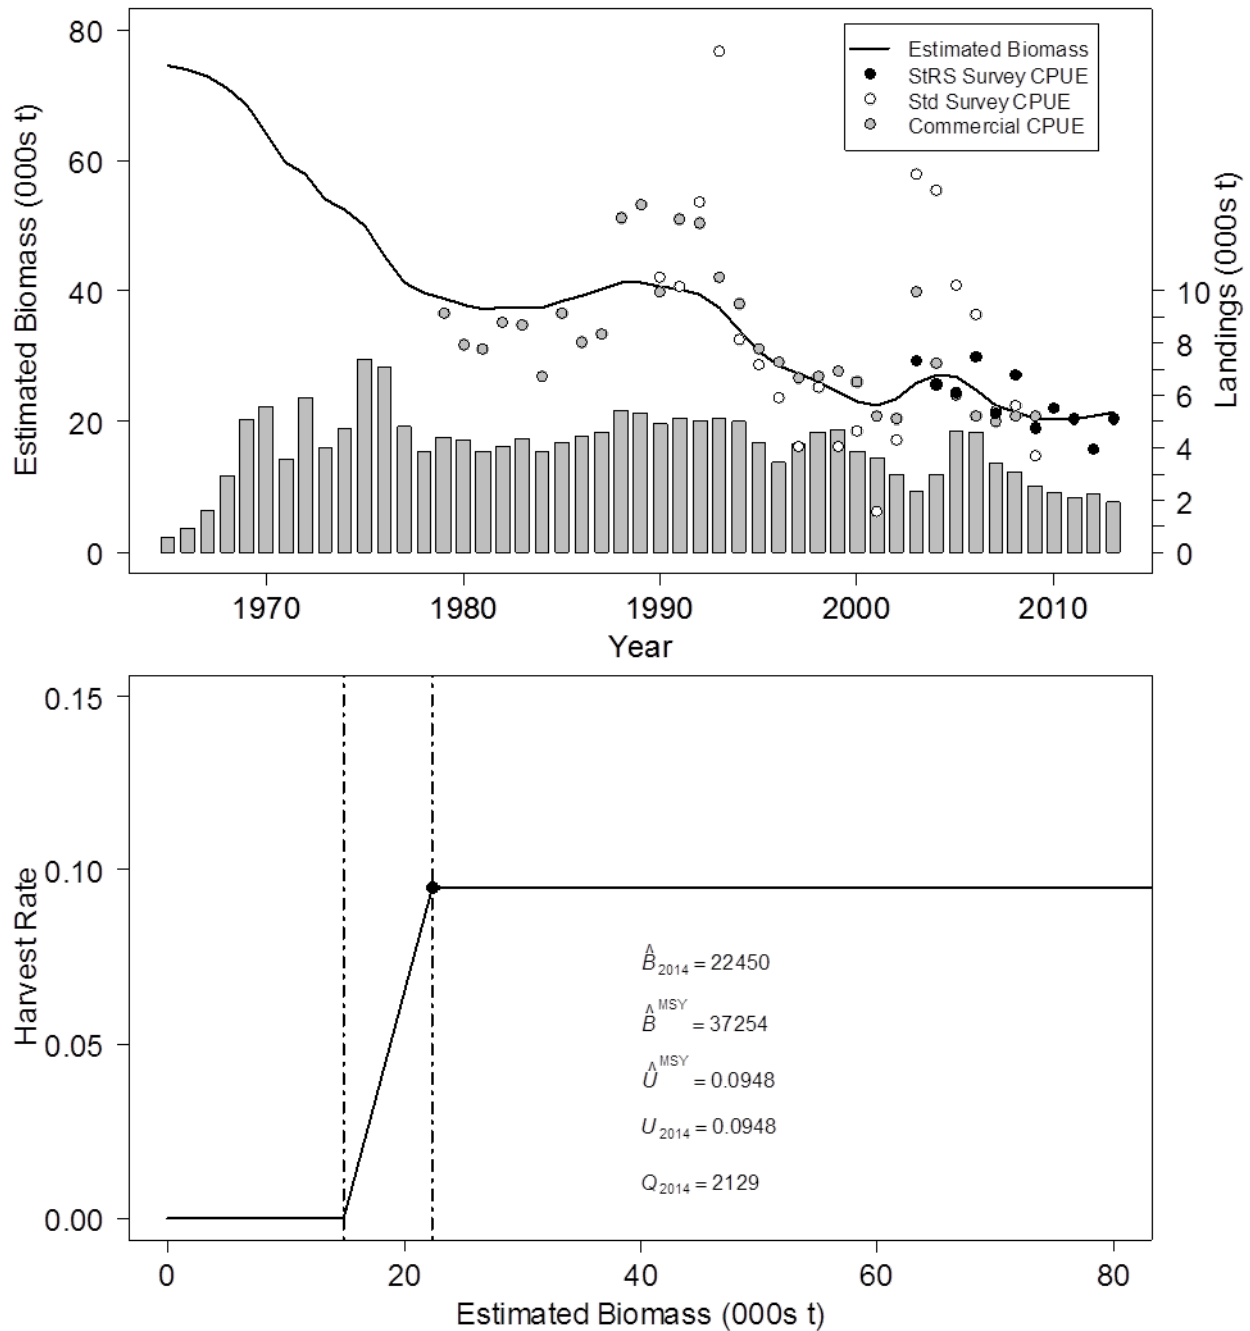 Estimated Biomass
StRS Survey CPUE
Std Survey CPUE
Commercial CPUE
80
60
40
20
0
Estimated Biomass (000s t)
10
8
6
4
2
0
Landings (000s t)
1970 1980 1990 2000 2010
Year
0.15
0.10
0.05
0.00
Harvest Rate
B̂2014 = 22450
B̂MSY = 37254
ÛMSY = 0.0948
U2014 = 0.0948
Q2014 = 2129
0 20 40 60 80
Estimated Biomass (000s t)